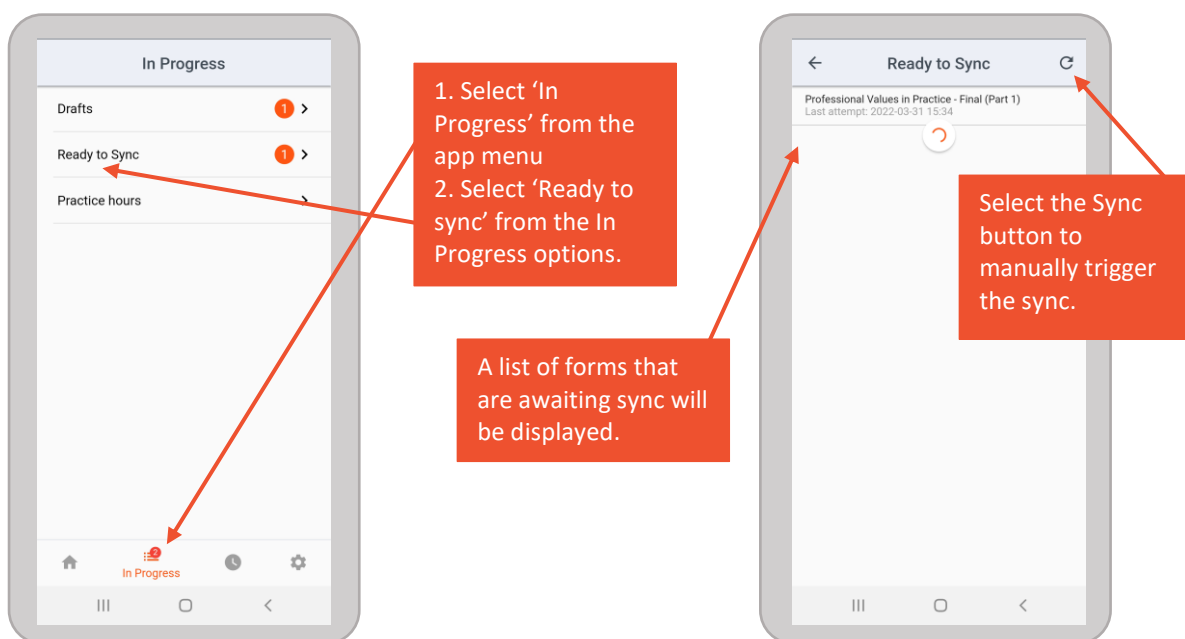 In Progress
Drafts
1
Ready to Sync
1
Practice hours
2
In Progress
1. Select ‘In
Progress’ from the
app menu
2. Select ‘Ready to
sync’ from the In
Progress options.
A list of forms that
are awaiting sync will
be displayed.
Ready to Sync
Professional Values in Practice - Final (Part 1)
Last attempt: 2022-03-31 15:34
Select the Sync
button to
manually trigger
the sync.